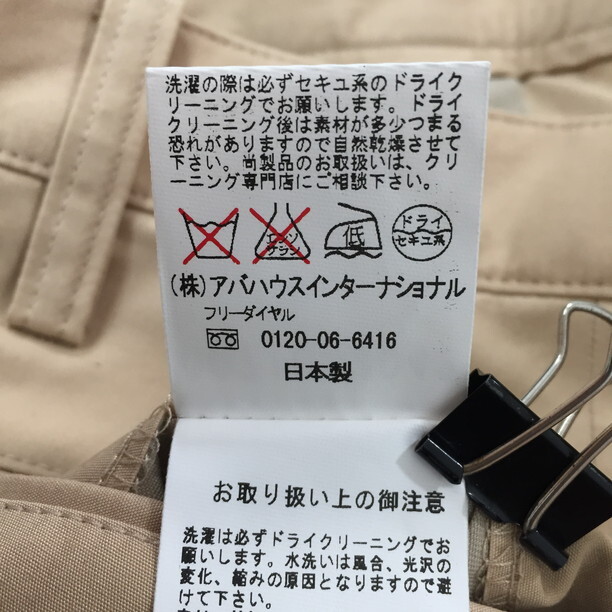 洗濯の際は必ずセキユ系のドライク
リーニングでお願いします。ドライ
クリーニング後は素材が多少つまる
恐れがありますので自然乾燥させて
下さい。尚製品のお取扱いは、クリ
ーニング専門店にご相談下さい。
エンソ
サラシ
低
ドライ
セキユ系
(株)アバハウスインターナショナル
フリーダイヤル
0120-06-6416
日本製
お取り扱い上の御注意
洗濯は必ずドライクリーニングでお
願いします。水洗いは風合、光沢の
変化、縮みの原因となりますので避
けて下さい。